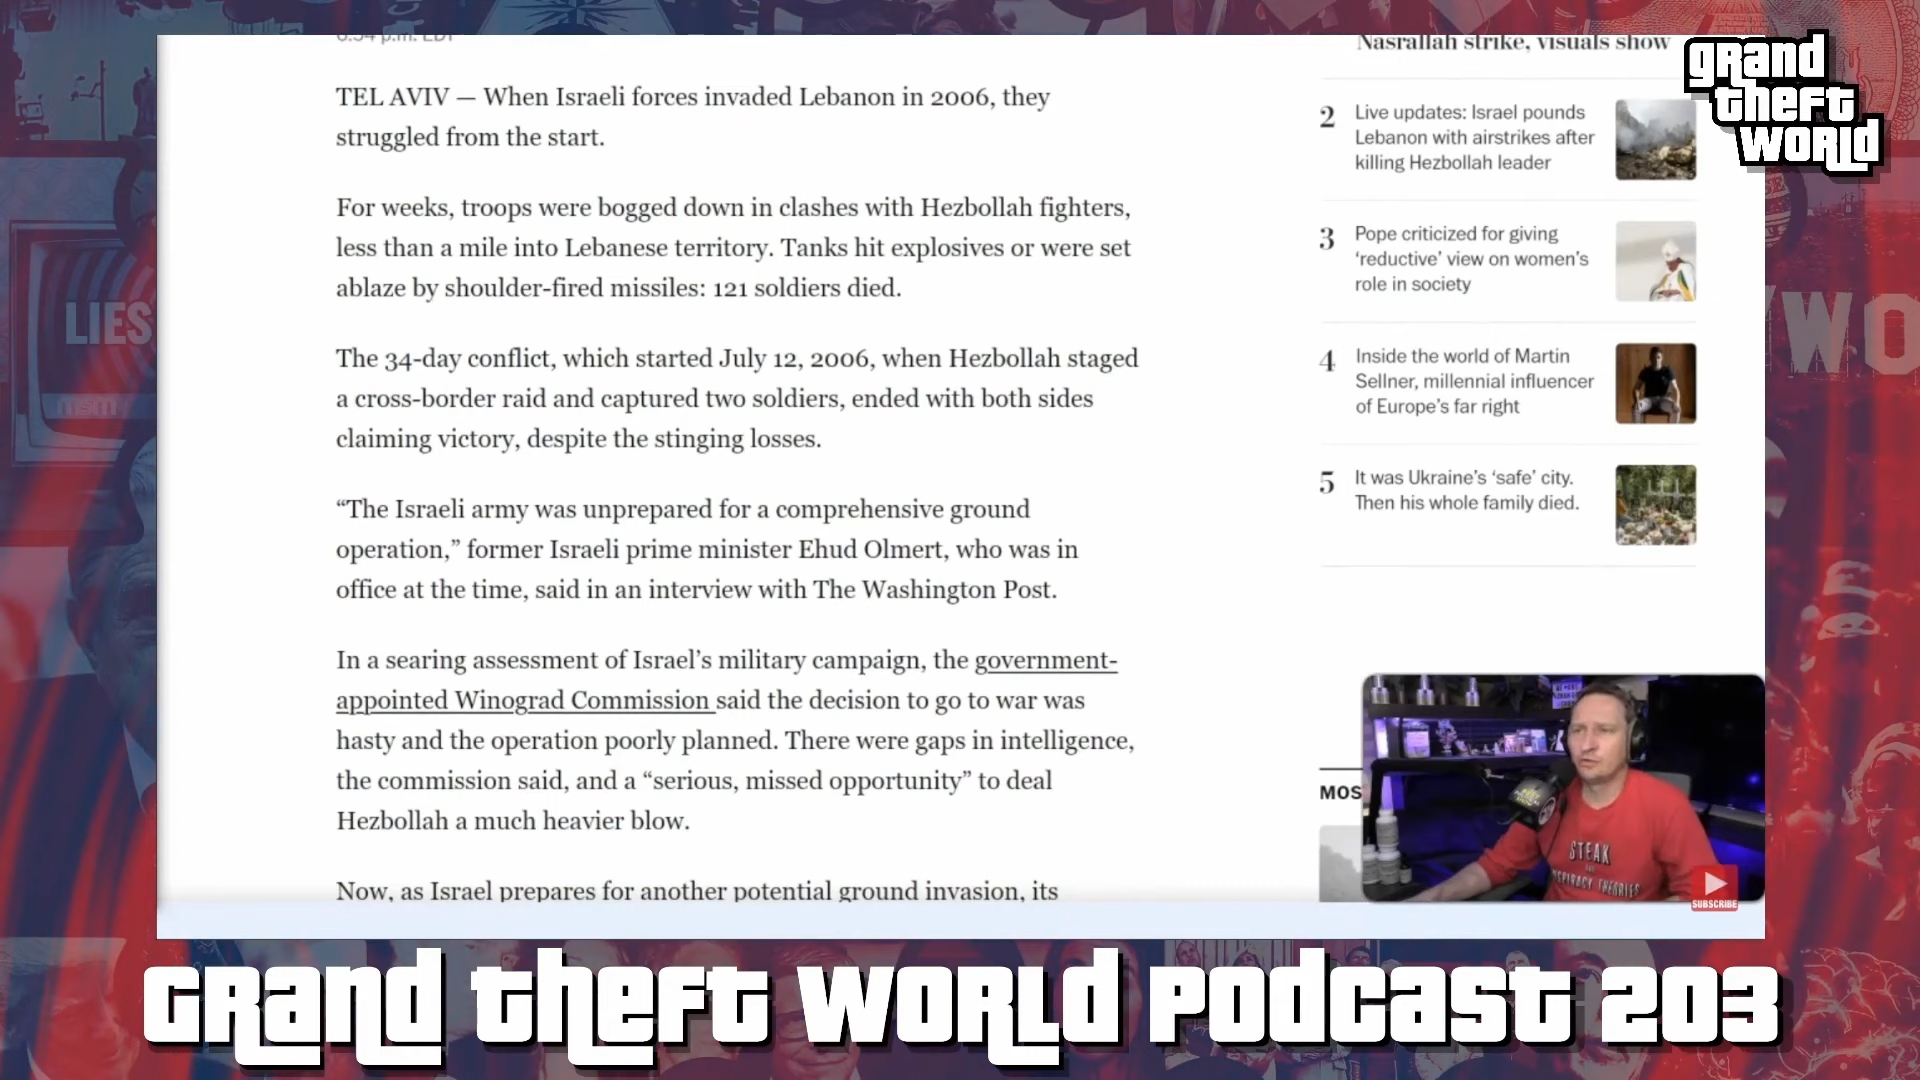 6:54 p.m. EDT
TEL AVIV — When Israeli forces invaded Lebanon in 2006, they
struggled from the start.
For weeks, troops were bogged down in clashes with Hezbollah fighters,
less than a mile into Lebanese territory. Tanks hit explosives or were set
ablaze by shoulder-fired missiles: 121 soldiers died.
The 34-day conflict, which started July 12, 2006, when Hezbollah staged
a cross-border raid and captured two soldiers, ended with both sides
claiming victory, despite the stinging losses.
“The Israeli army was unprepared for a comprehensive ground
operation,” former Israeli prime minister Ehud Olmert, who was in
office at the time, said in an interview with The Washington Post.
In a searing assessment of Israel’s military campaign, the government-
appointed Winograd Commission said the decision to go to war was
hasty and the operation poorly planned. There were gaps in intelligence,
the commission said, and a “serious, missed opportunity” to deal
Hezbollah a much heavier blow.
Now, as Israel prepares for another potential ground invasion, its
Nasrallah strike, visuals show
2
Live updates: Israel pounds
Lebanon with airstrikes after
killing Hezbollah leader
3
Pope criticized for giving
‘reductive’ view on women’s
role in society
4
Inside the world of Martin
Sellner, millennial influencer
of Europe’s far right
5
It was Ukraine’s ‘safe’ city.
Then his whole family died.
MOS
grand
theft
world
LIES
msm
STEAK
SUBSCRIBE
grand theft world podcast 203